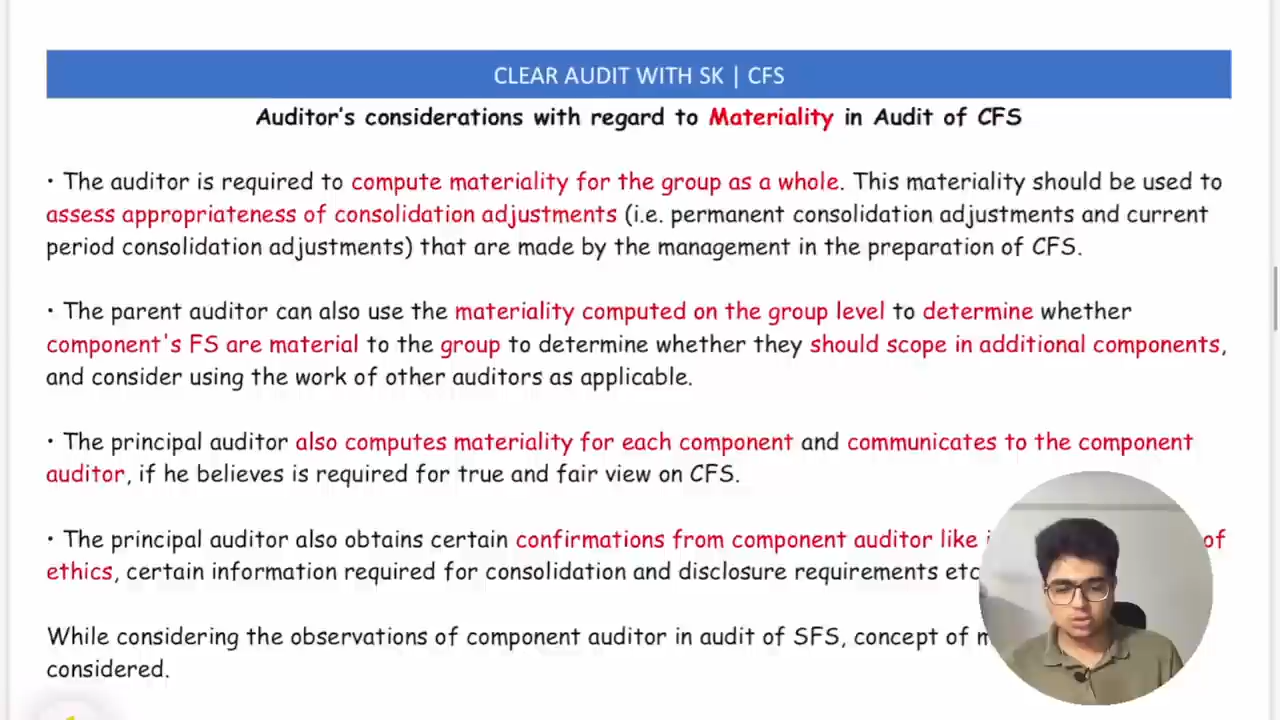 CLEAR AUDIT WITH SK | CFS
Auditor's considerations with regard to Materiality in Audit of CFS
• The auditor is required to compute materiality for the group as a whole. This materiality should be used to
assess appropriateness of consolidation adjustments (i.e. permanent consolidation adjustments and current
period consolidation adjustments) that are made by the management in the preparation of CFS.
• The parent auditor can also use the materiality computed on the group level to determine whether
component's FS are material to the group to determine whether they should scope in additional components,
and consider using the work of other auditors as applicable.
• The principal auditor also computes materiality for each component and communicates to the component
auditor, if he believes is required for true and fair view on CFS.
• The principal auditor also obtains certain confirmations from component auditor like of
ethics, certain information required for consolidation and disclosure requirements etc
While considering the observations of component auditor in audit of SFS, concept of
considered.